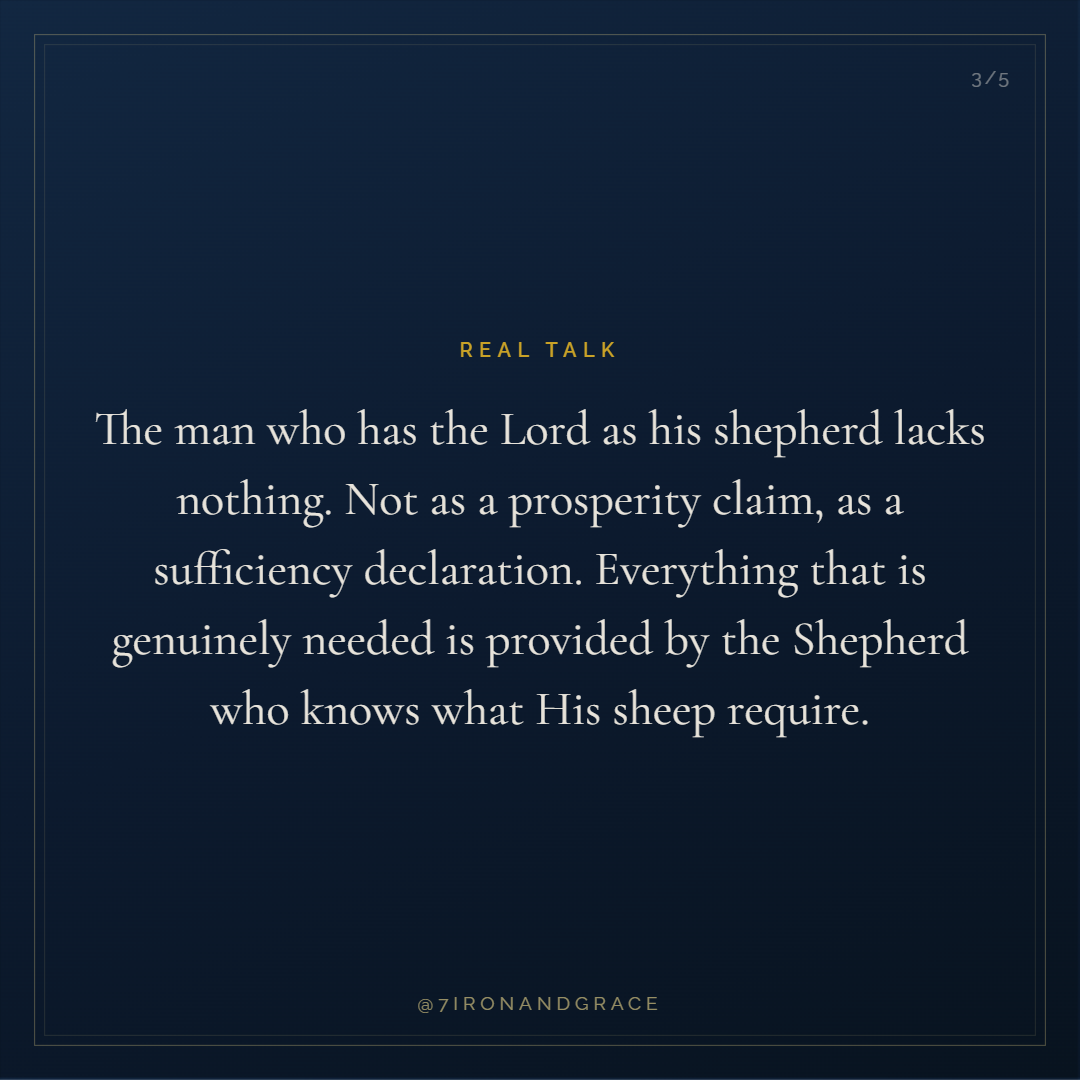 3/5
REAL TALK
The man who has the Lord as his shepherd lacks
nothing. Not as a prosperity claim, as a
sufficiency declaration. Everything that is
genuinely needed is provided by the Shepherd
who knows what His sheep require.
@7IRONANDGRACE